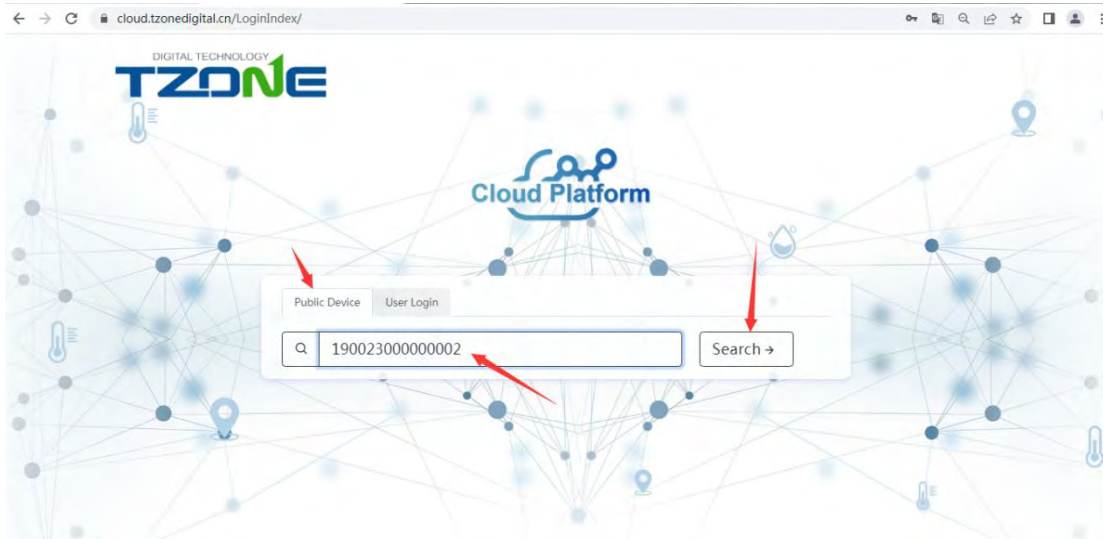 cloud.tzonedigital.cn/LoginIndex/
DIGITAL TECHNOLOGY
TZONE
Cloud Platform
Public Device User Login
190023000000002 Search →